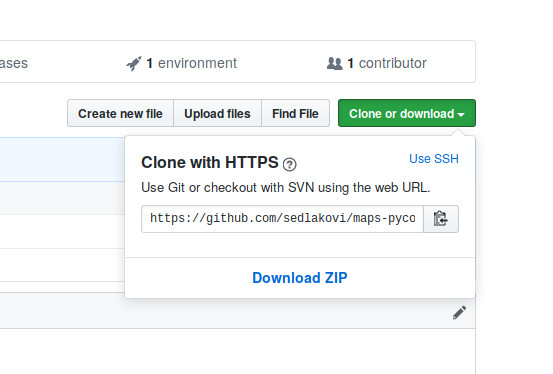 ases 1 environment 1 contributor
Create new file Upload files Find File Clone or download
Clone with HTTPS ? Use SSH
Use Git or checkout with SVN using the web URL.
https://github.com/sedlakovi/maps-pyco
Download ZIP